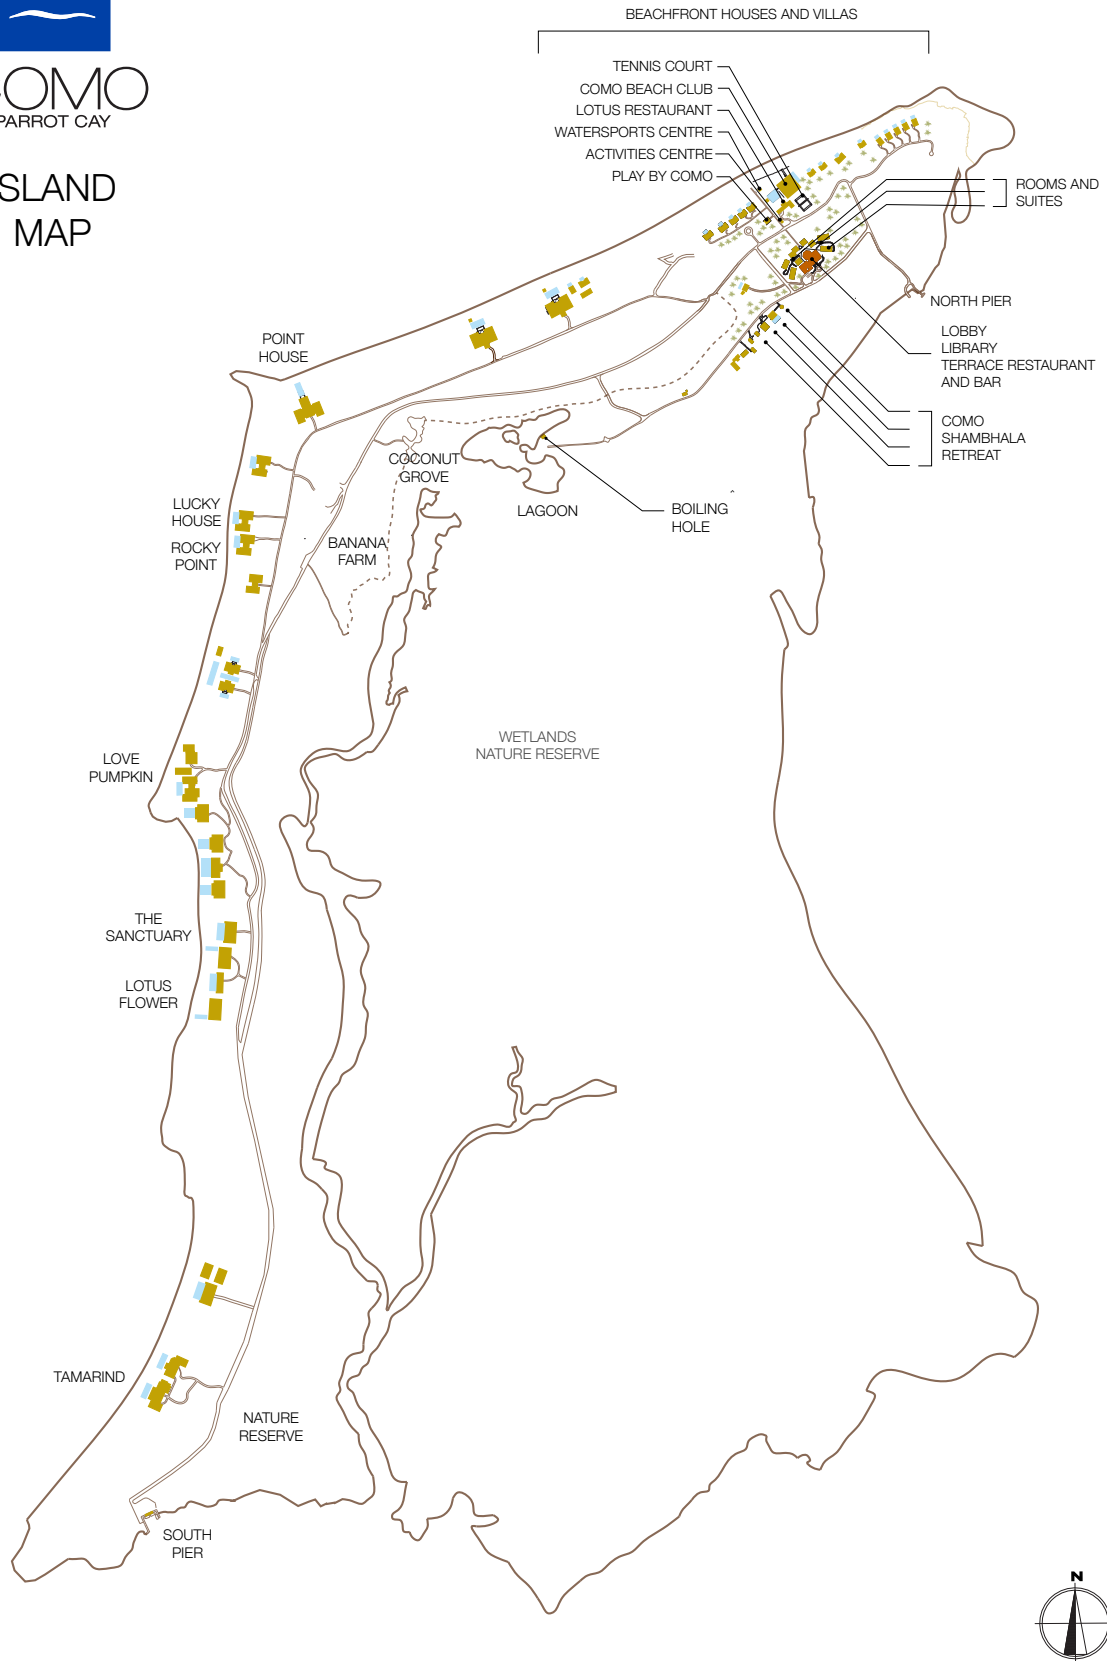 COMO
PARROT CAY
SLAND
MAP
BEACHFRONT HOUSES AND VILLAS
TENNIS COURT
COMO BEACH CLUB
LOTUS RESTAURANT
WATERSPORTS CENTRE
ACTIVITIES CENTRE
PLAY BY COMO
ROOMS AND
SUITES
NORTH PIER
LOBBY
LIBRARY
TERRACE RESTAURANT
AND BAR
COMO
SHAMBHALA
RETREAT
POINT
HOUSE
COCONUT
GROVE
LAGOON
BOILING
HOLE
LUCKY
HOUSE
ROCKY
POINT
BANANA
FARM
WETLANDS
NATURE RESERVE
LOVE
PUMPKIN
THE
SANCTUARY
LOTUS
FLOWER
TAMARIND
NATURE
RESERVE
SOUTH
PIER
N